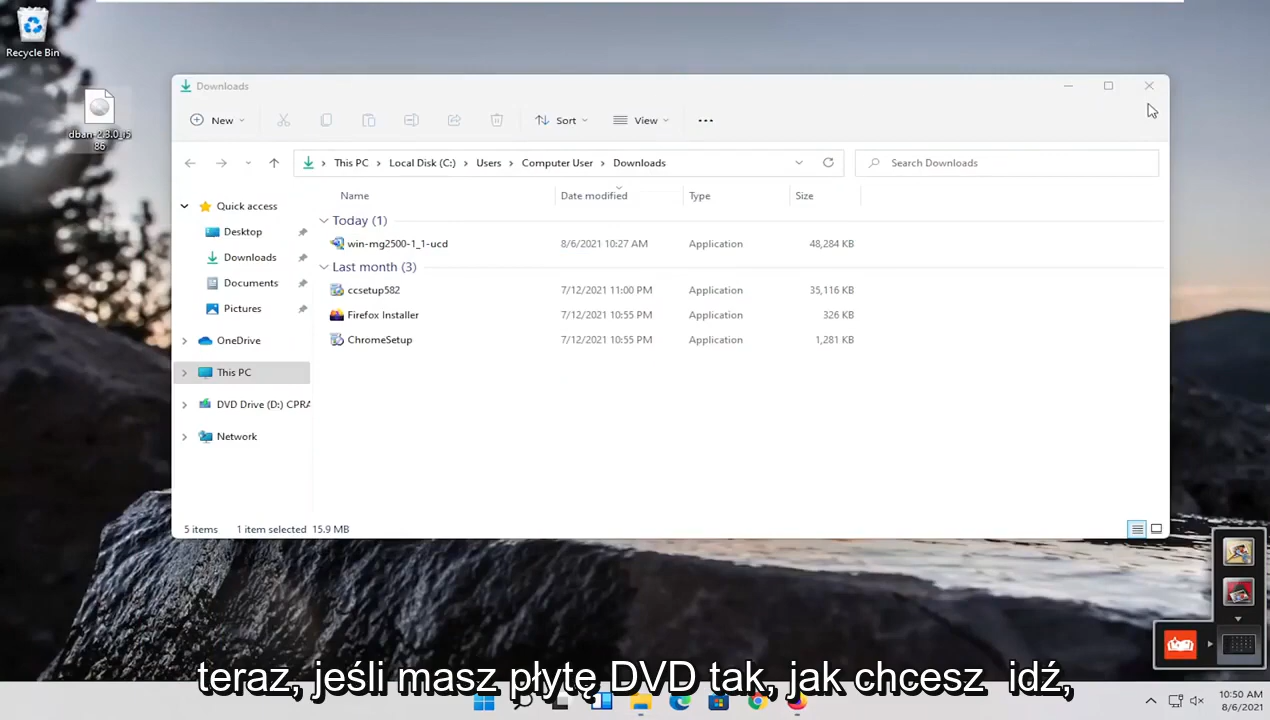 Recycle Bin
dban-2.3.0_i5
86
Downloads
New
Sort
View
This PC
Local Disk (C:)
Users
Computer User
Downloads
Search Downloads
Name
Date modified
Type
Size
Quick access
Desktop
Downloads
Documents
Pictures
OneDrive
This PC
DVD Drive (D:) CPRA
Network
Today (1)
win-mg2500-1_1-ucd 8/6/2021 10:27 AM Application 48,284 KB
Last month (3)
ccsetup582 7/12/2021 11:00 PM Application 35,116 KB
Firefox Installer 7/12/2021 10:55 PM Application 326 KB
ChromeSetup 7/12/2021 10:55 PM Application 1,281 KB
5 items 1 item selected 15.9 MB
teraz, jeśli masz płytę DVD tak, jak chcesz idź,
10:50 AM
8/6/2021